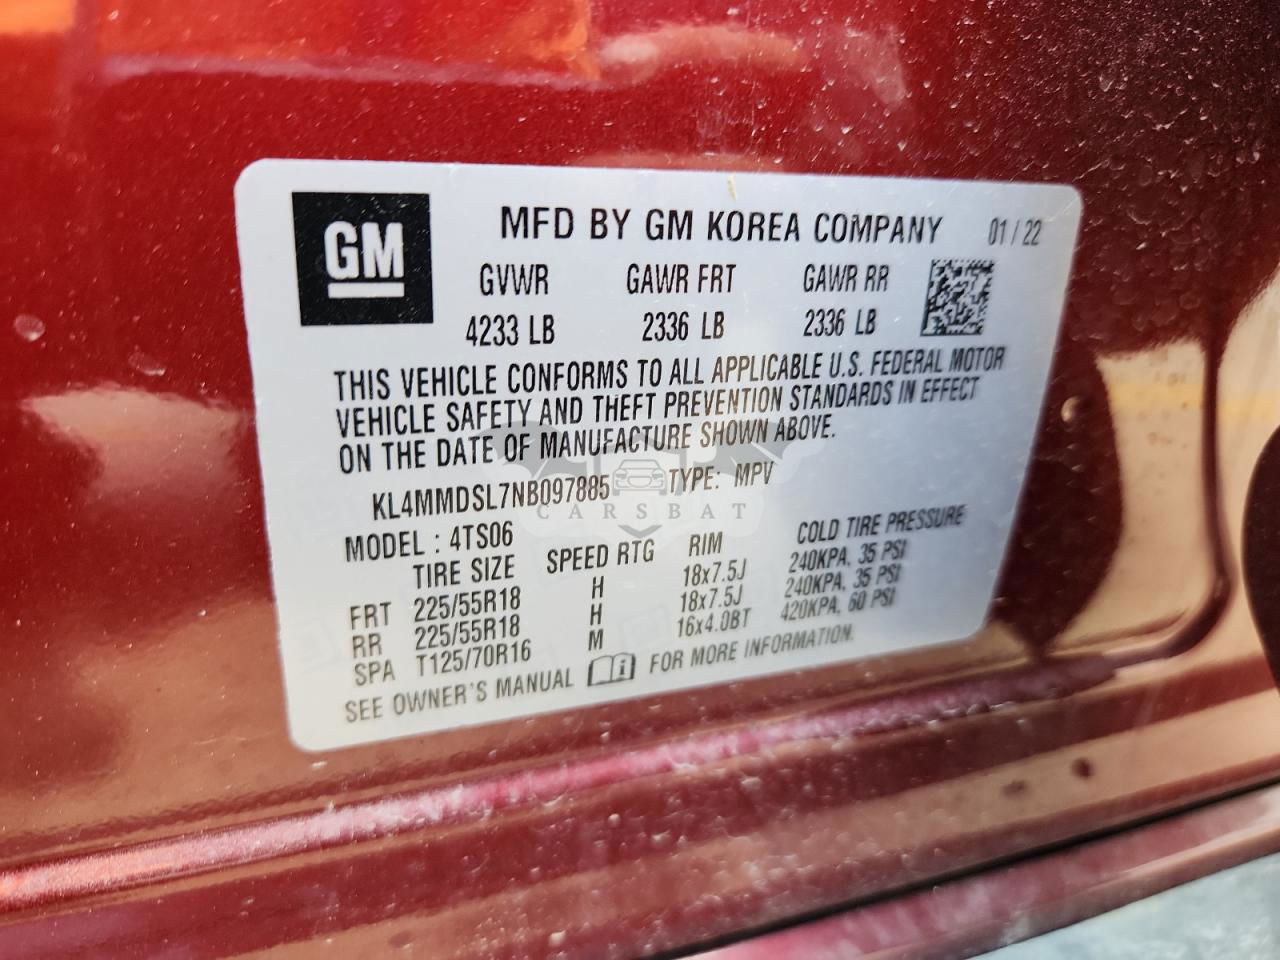 GM
MFD BY GM KOREA COMPANY 01/22
GVWR GAWR FRT GAWR RR
4233 LB 2336 LB 2336 LB
THIS VEHICLE CONFORMS TO ALL APPLICABLE U.S. FEDERAL MOTOR
VEHICLE SAFETY AND THEFT PREVENTION STANDARDS IN EFFECT
ON THE DATE OF MANUFACTURE SHOWN ABOVE.
KL4MMDSL7NB097885 TYPE: MPV
CARSBAT
MODEL : 4TS06
TIRE SIZE SPEED RTG RIM COLD TIRE PRESSURE
FRT 225/55R18 H 18x7.5J 240KPA, 35 PSI
RR 225/55R18 H 18x7.5J 240KPA, 35 PSI
SPA T125/70R16 M 16x4.0BT 420KPA, 60 PSI
SEE OWNER'S MANUAL FOR MORE INFORMATION.